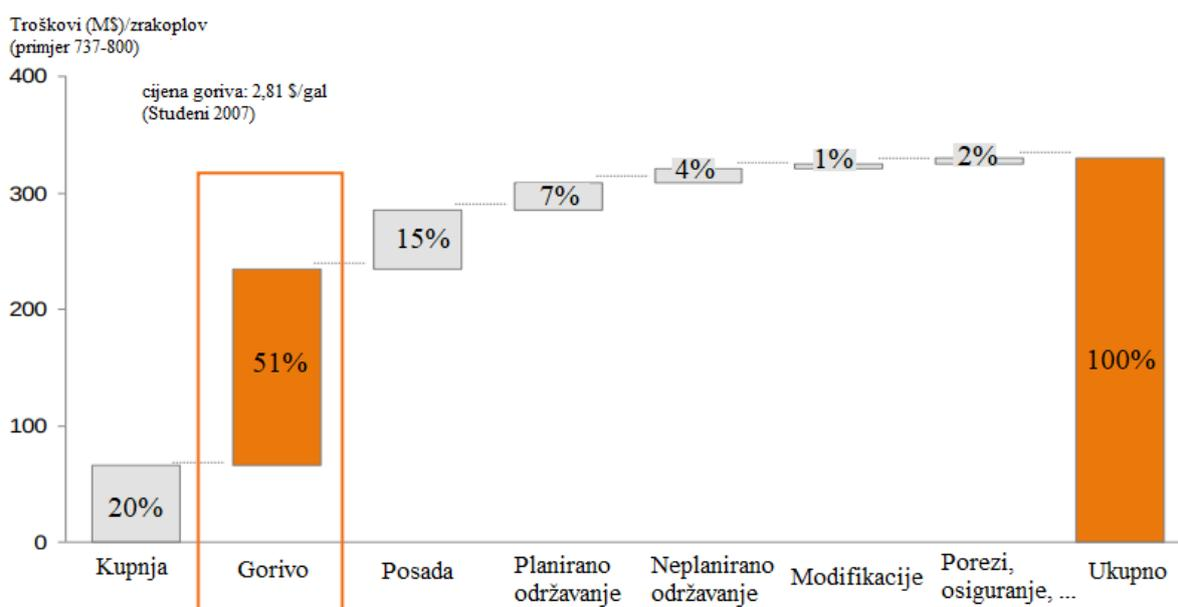 Troškovi (M$)/zrakoplov
(primjer 737-800)
400
cijena goriva: 2,81 $/gal
(Studeni 2007)
300
200
100
0
20%
51%
15%
7%
4%
1%
2%
100%
Kupnja
Gorivo
Posada
Planirano
održavanje
Neplanirano
održavanje
Modifikacije
Porezi,
osiguranje, ...
Ukupno